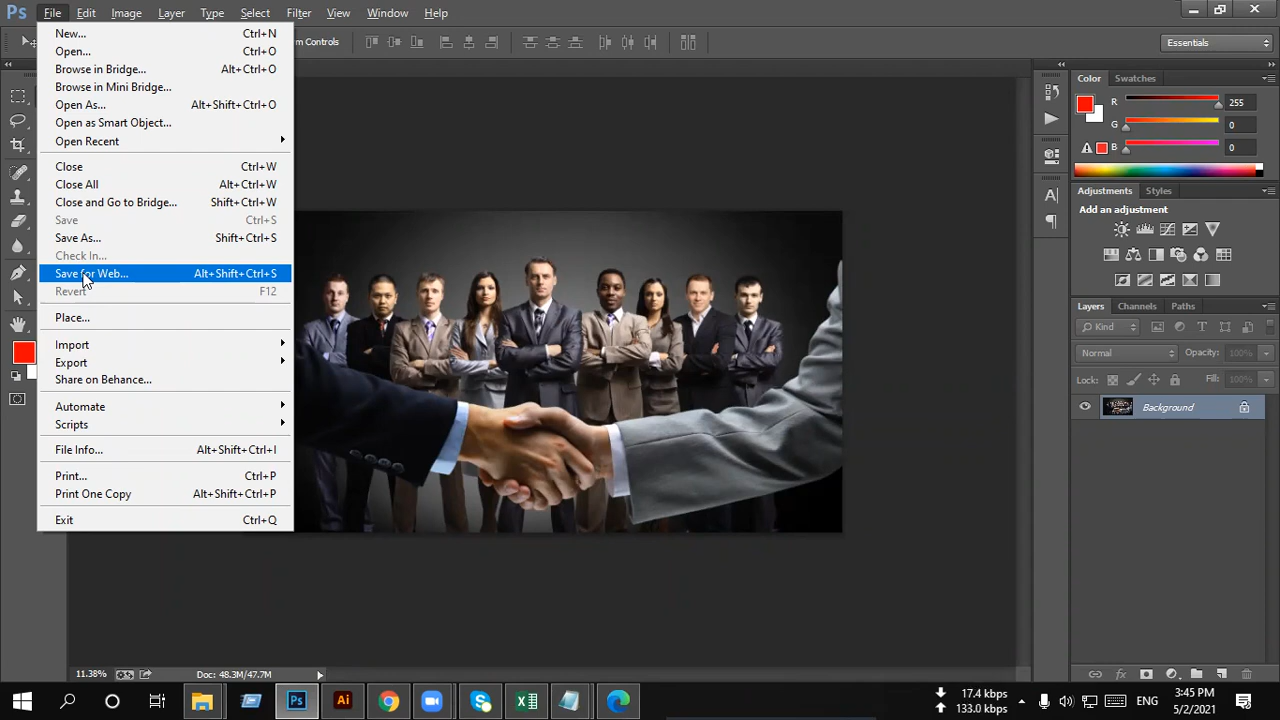 Ps File Edit Image Layer Type Select Filter View Window Help
m Controls Essentials
New... Ctrl+N
Open... Ctrl+O
Browse in Bridge... Alt+Ctrl+O
Browse in Mini Bridge...
Open As... Alt+Shift+Ctrl+O
Open as Smart Object...
Open Recent
Close Ctrl+W
Close All Alt+Ctrl+W
Close and Go to Bridge... Shift+Ctrl+W
Save Ctrl+S
Save As... Shift+Ctrl+S
Check In...
Save for Web... Alt+Shift+Ctrl+S
Revert F12
Place...
Import
Export
Share on Behance...
Automate
Scripts
File Info... Alt+Shift+Ctrl+I
Print... Ctrl+P
Print One Copy Alt+Shift+Ctrl+P
Exit Ctrl+Q
Color Swatches
R 255
G 0
B 0
Adjustments Styles
Add an adjustment
Layers Channels Paths
Kind
Normal Opacity: 100%
Lock: Fill: 100%
Background
11.38% Doc: 48.3M/47.7M
Ps Ai
17.4 kbps
133.0 kbps
ENG
3:45 PM
5/2/2021